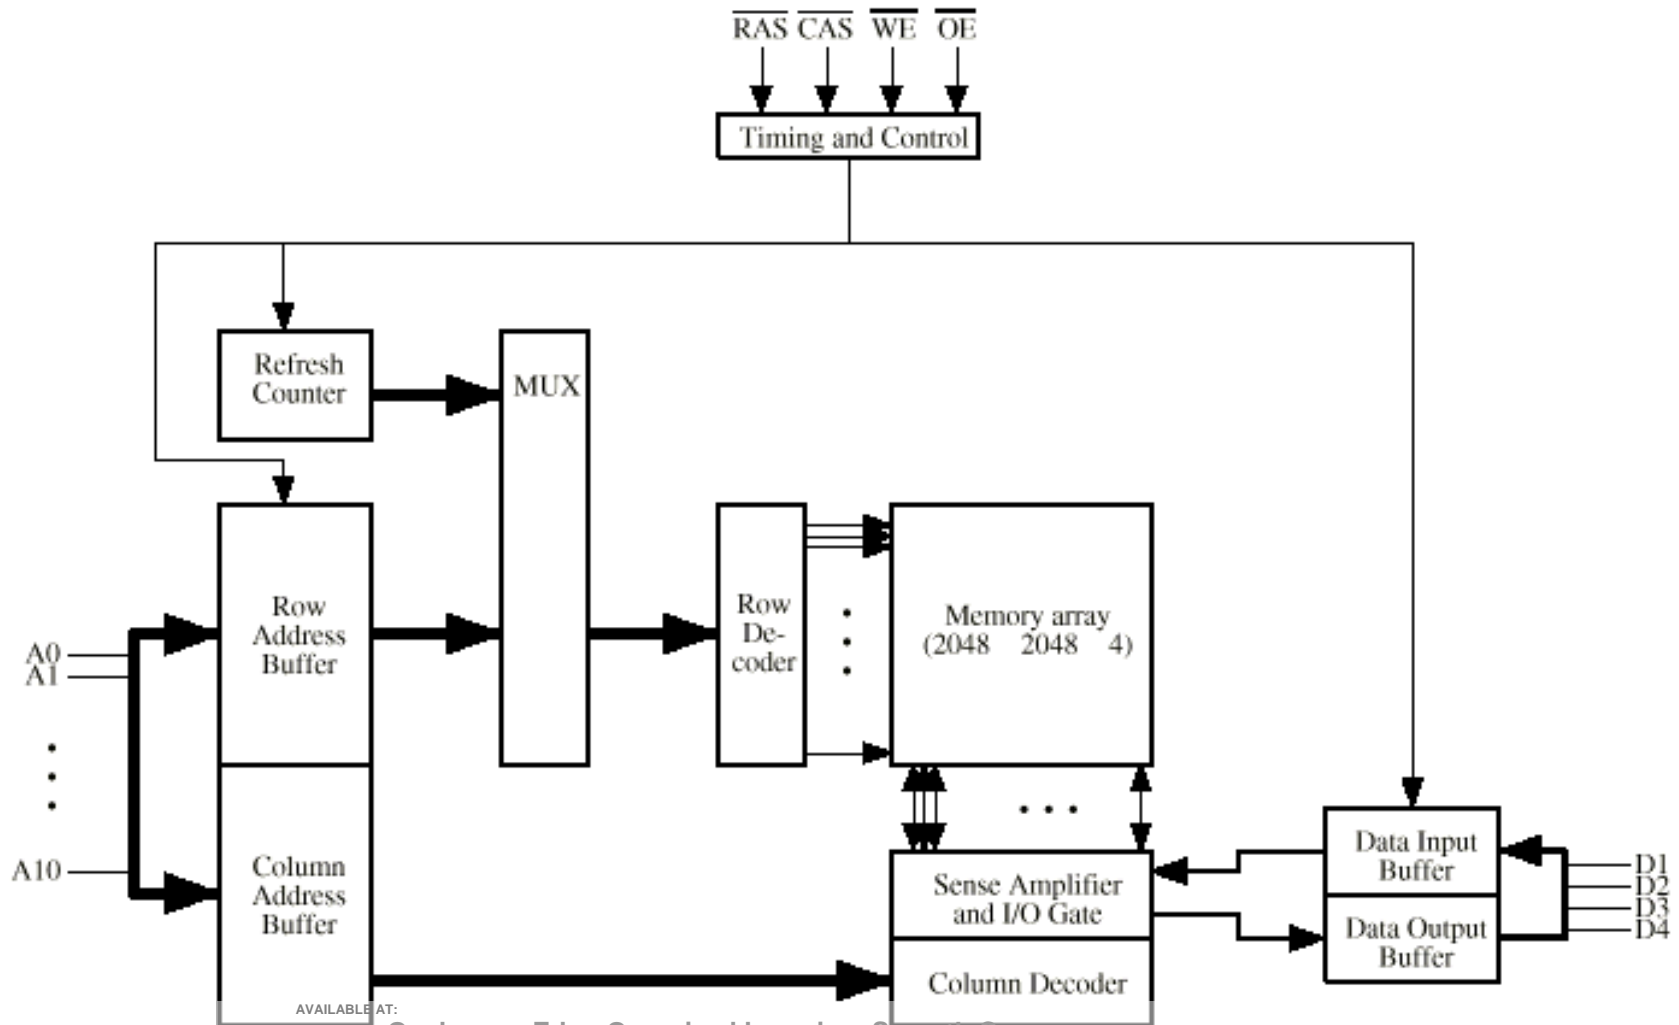 RAS CAS WE OE
Timing and Control
Refresh
Counter
MUX
Row
Address
Buffer
Row
De-
coder
Memory array
(2048 2048 4)
A0
A1
A10
Column
Address
Buffer
Sense Amplifier
and I/O Gate
Column Decoder
Data Input
Buffer
Data Output
Buffer
D1
D2
D3
D4
AVAILABLE AT: